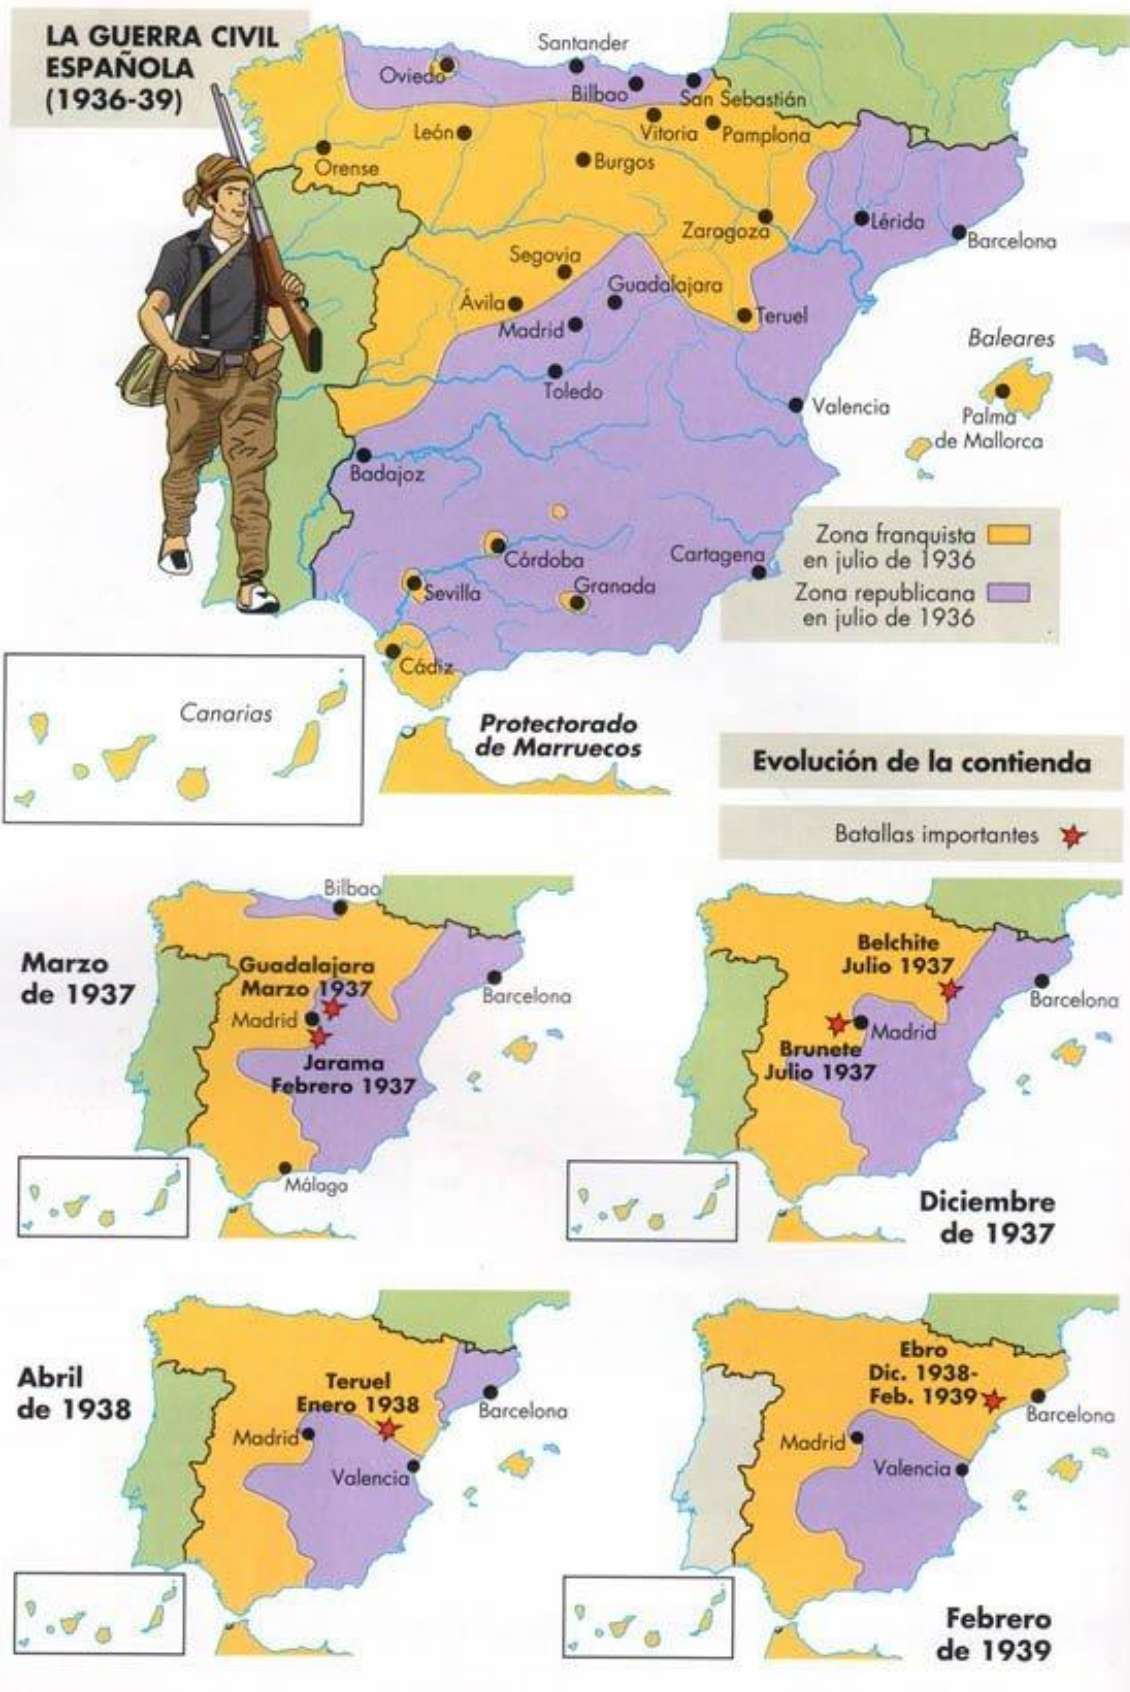 LA GUERRA CIVIL
ESPAÑOLA
(1936-39)
Santander
Oviedo
Bilbao
San Sebastián
León
Vitoria
Pamplona
Orense
Burgos
Zaragoza
Lérida
Barcelona
Segovia
Guadalajara
Ávila
Madrid
Teruel
Toledo
Baleares
Valencia
Palma
de Mallorca
Badajoz
Córdoba
Cartagena
Sevilla
Granada
Cádiz
Zona franquista
en julio de 1936
Zona republicana
en julio de 1936
Canarias
Protectorado
de Marruecos
Evolución de la contienda
Batallas importantes
Marzo
de 1937
Bilbao
Guadalajara
Marzo 1937
Madrid
Barcelona
Jarama
Febrero 1937
Málaga
Belchite
Julio 1937
Barcelona
Madrid
Brunete
Julio 1937
Diciembre
de 1937
Abril
de 1938
Teruel
Enero 1938
Barcelona
Madrid
Valencia
Ebro
Dic. 1938-
Feb. 1939
Barcelona
Madrid
Valencia
Febrero
de 1939